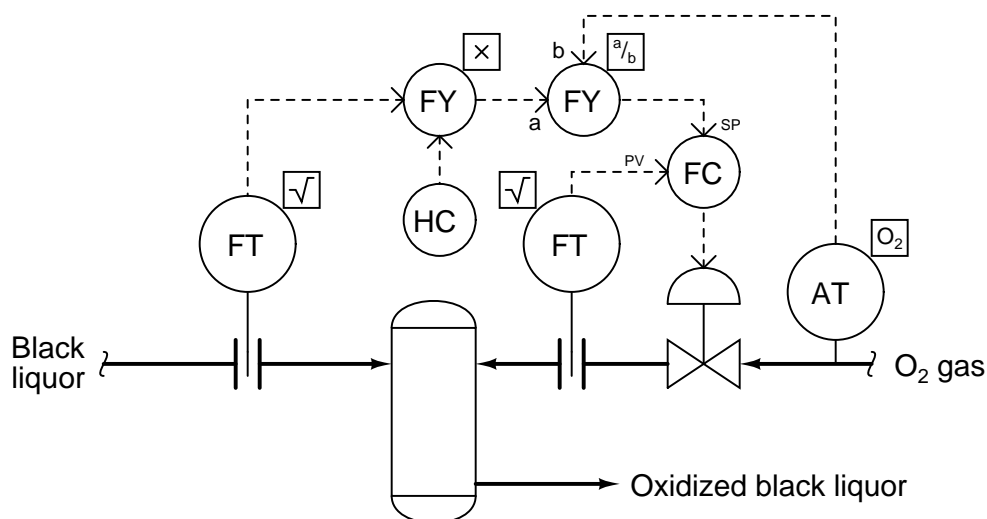 ×
b
a/b
FY
FY
a
SP
PV
FC
√
√
HC
FT
FT
O₂
AT
Black
liquor
O₂ gas
Oxidized black liquor